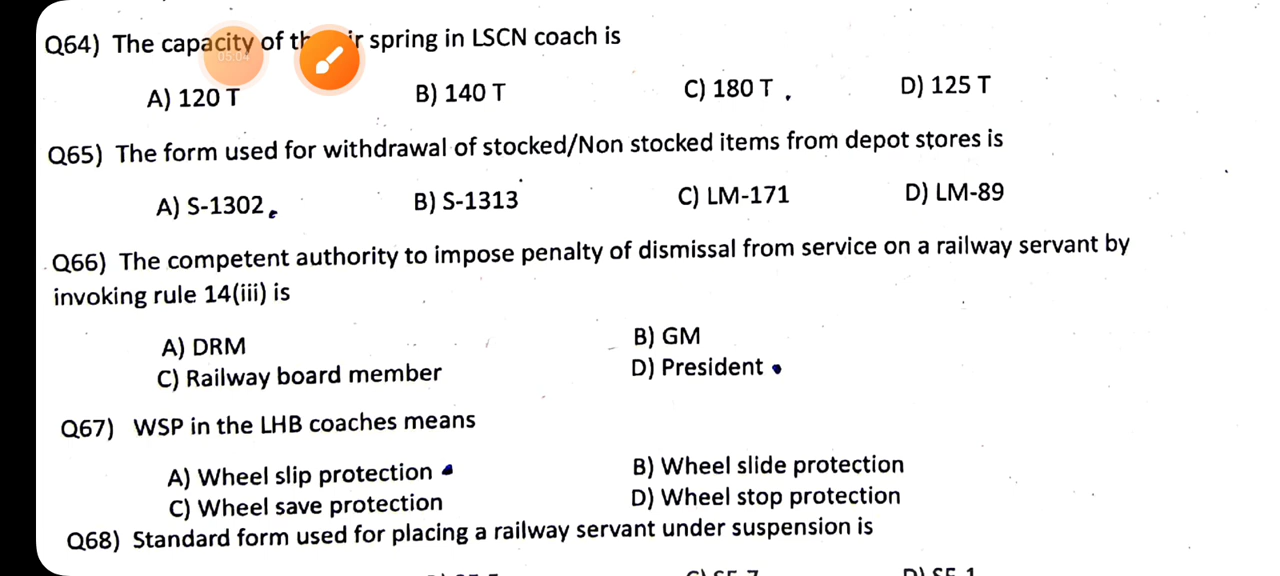 Q64) The capacity of th ir spring in LSCN coach is
05:04
A) 120 T B) 140 T C) 180 T . D) 125 T
Q65) The form used for withdrawal of stocked/Non stocked items from depot stores is
A) S-1302 B) S-1313 C) LM-171 D) LM-89
Q66) The competent authority to impose penalty of dismissal from service on a railway servant by
invoking rule 14(iii) is
A) DRM B) GM
C) Railway board member D) President
Q67) WSP in the LHB coaches means
A) Wheel slip protection B) Wheel slide protection
C) Wheel save protection D) Wheel stop protection
Q68) Standard form used for placing a railway servant under suspension is